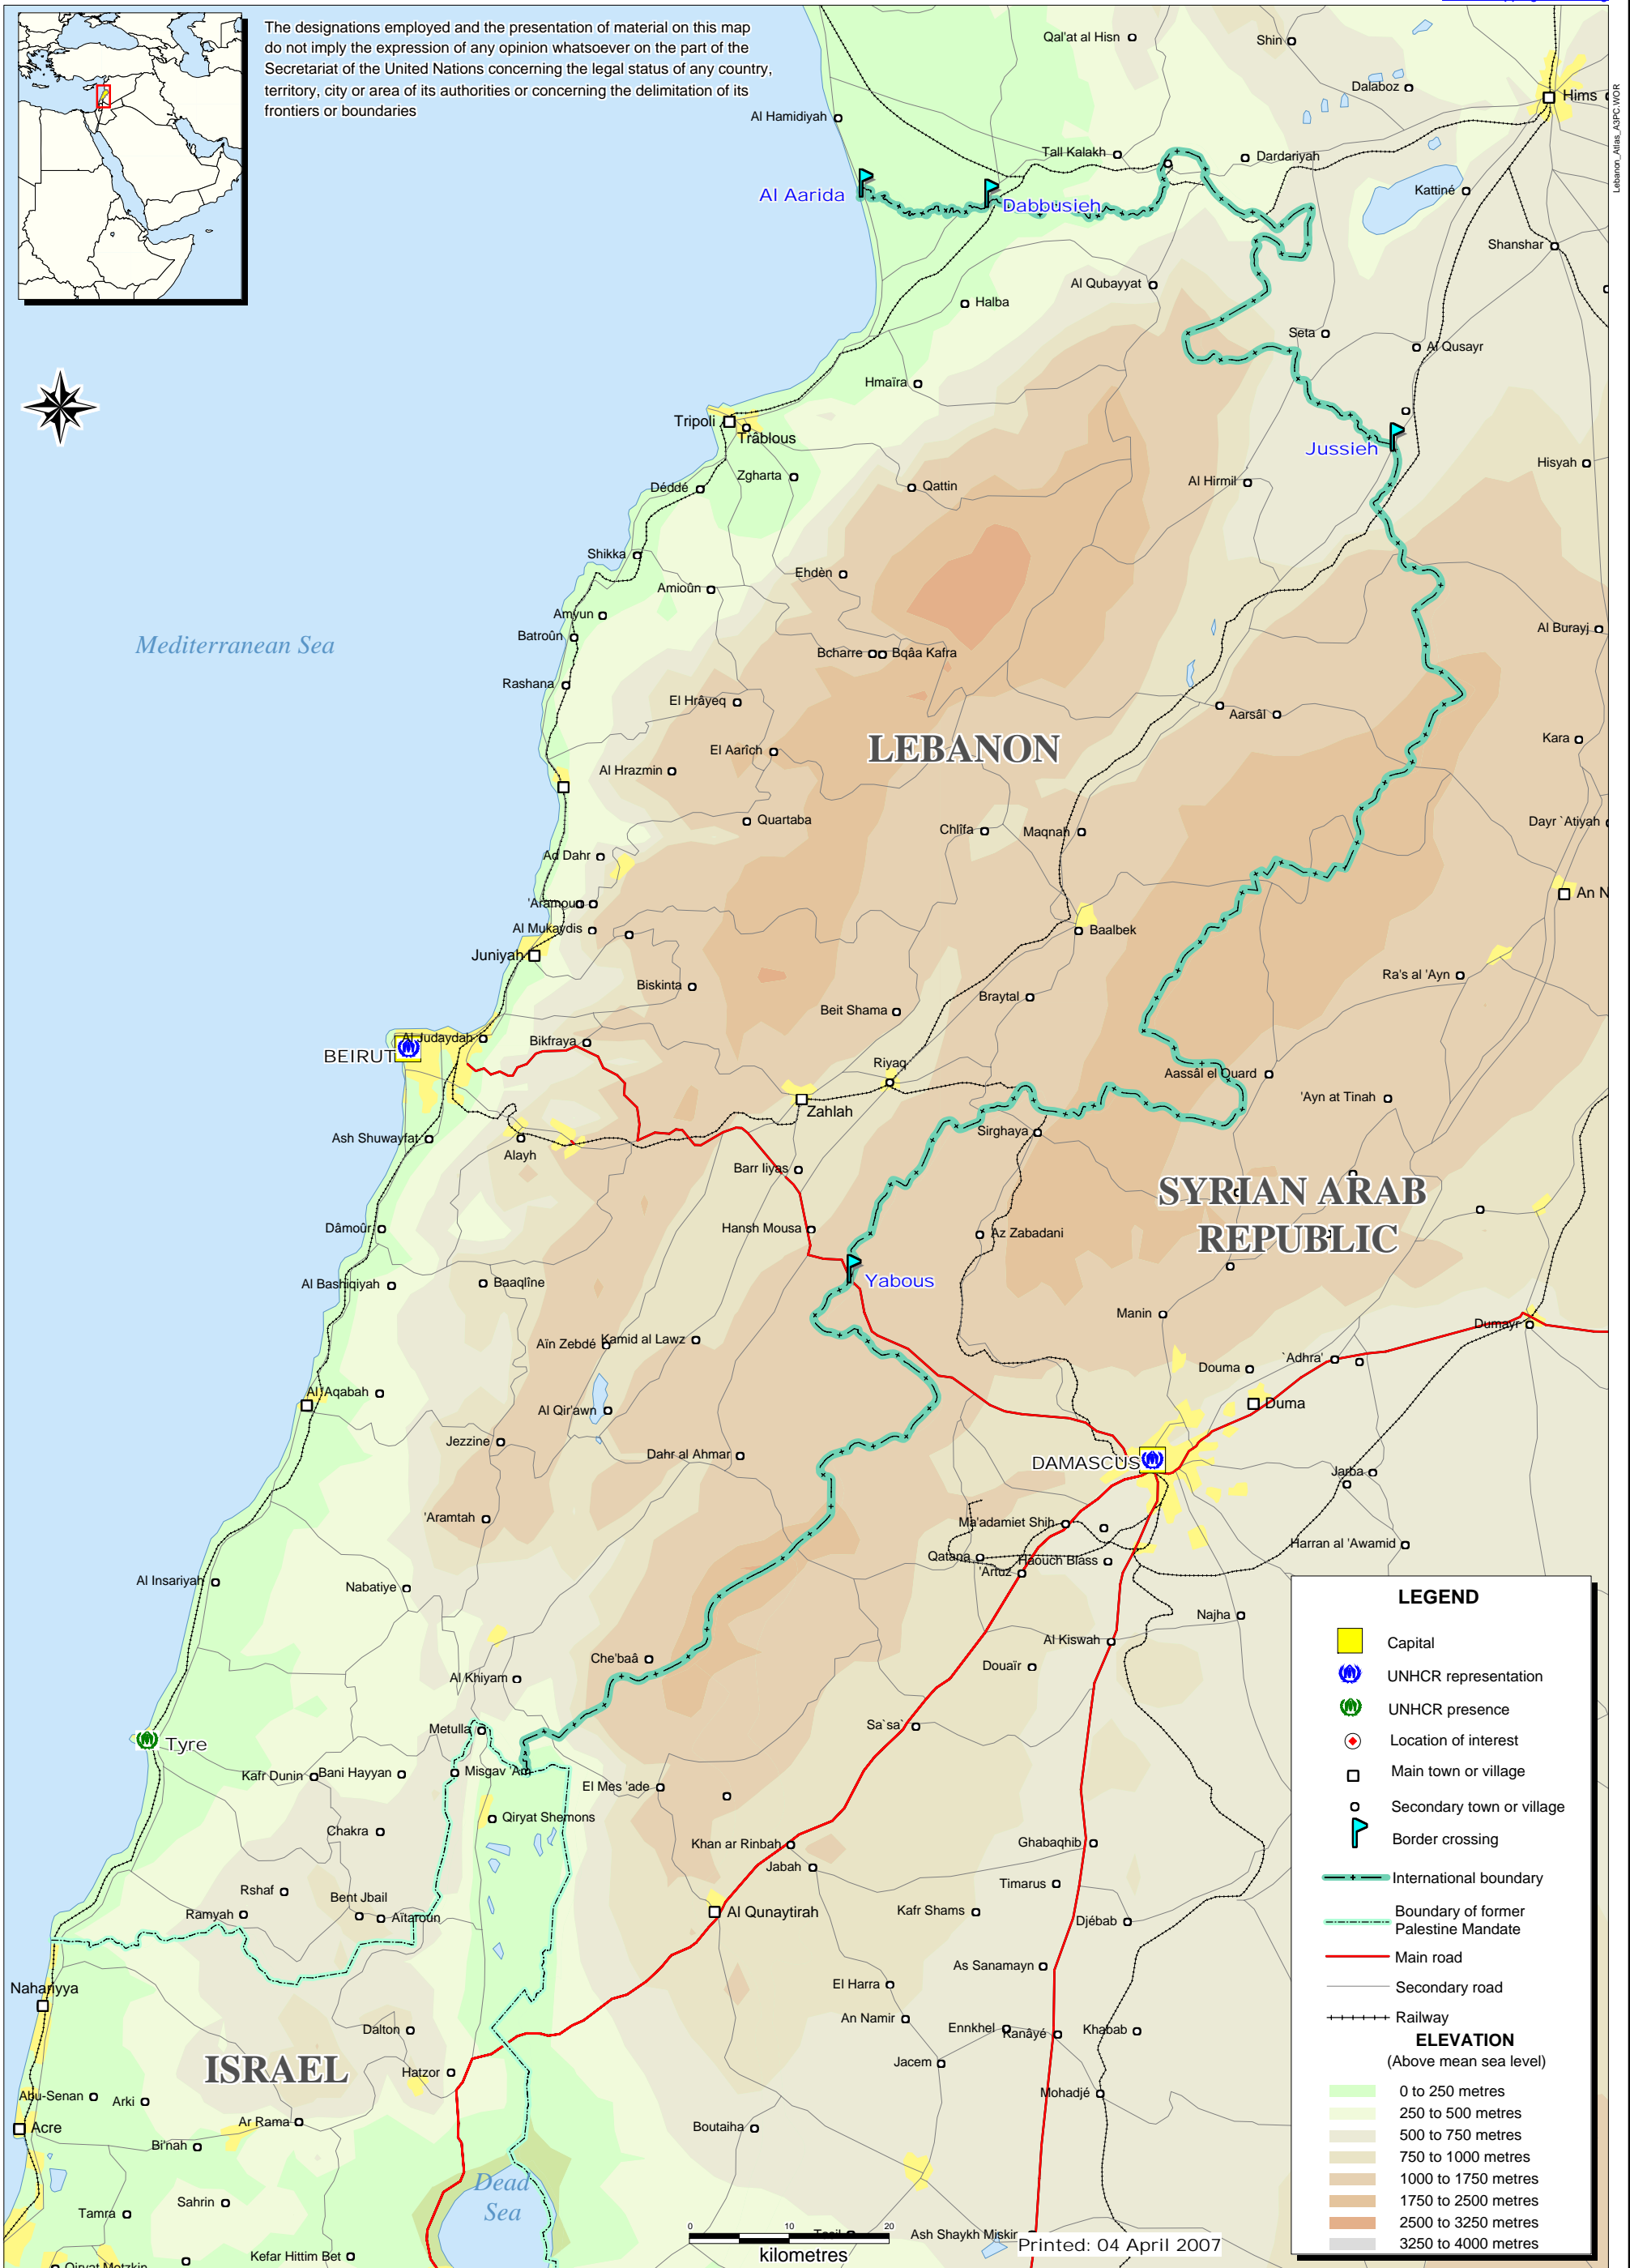 The designations employed and the presentation of material on this map
do not imply the expression of any opinion whatsoever on the part of the
Secretariat of the United Nations concerning the legal status of any country,
territory, city or area of its authorities or concerning the delimitation of its
frontiers or boundaries
Lebanon_Atlas_A3PC.WOR
Qal'at al Hisn
Shin
Dalaboz
Hims
Al Hamidiyah
Tall Kalakh
Dardariyah
Kattiné
Al Aarida
Dabbusieh
Shanshar
Al Qubayyat
Halba
Seta
Al Qusayr
Hmaïra
Tripoli
Trâblous
Jussieh
Hisyah
Zgharta
Déddé
Qattin
Al Hirmil
Shikka
Ehdèn
Amioûn
Amyun
Batroûn
Al Burayj
Mediterranean Sea
Bcharre
Bqâa Kafra
Rashana
El Hrâyeq
Aarsâl
LEBANON
El Aarîch
Kara
Al Hrazmin
Quartaba
Chlîfa
Maqnah
Dayr `Atiyah
Ad Dahr
An N
'Aramoun
Al Mukaydis
Baalbek
Juniyah
Ra's al 'Ayn
Biskinta
Braytal
Beit Shama
Al Judaydah
Bikfraya
BEIRUT
Riyaq
Aassâl el Ouard
'Ayn at Tinah
Zahlah
Sirghaya
Ash Shuwayfat
Alayh
Barr Iiyas
SYRIAN ARAB
REPUBLIC
Dâmoûr
Hansh Mousa
Az Zabadani
Yabous
Al Bashiqiyah
Baaqlîne
Manin
Dumayr
Aïn Zebdé
Kamid al Lawz
Douma
`Adhra'
Al 'Aqabah
Duma
Al Qir'awn
Jezzine
Dahr al Ahmar
DAMASCUS
Jarba
'Aramtah
Ma'adamiet Shih
Harran al 'Awamid
Qatana
Haouch Blass
'Artuz
Al Insariyah
Nabatiye
Najha
Al Kiswah
Che'baâ
Douaïr
Al Khiyam
Sa`sa`
Metulla
Tyre
Kafr Dunin
Bani Hayyan
Misgav 'Am
El Mes 'ade
Qiryat Shemons
Chakra
Khan ar Rinbah
Ghabaqhib
Jabah
Timarus
Rshaf
Bent Jbail
Ramyah
Aïtaroun
Al Qunaytirah
Kafr Shams
Djébab
As Sanamayn
Nahariyya
El Harra
An Namir
Ennkhel
Kanâyé
Khabab
Dalton
Jacem
ISRAEL
Hatzor
Mohadjé
Abu-Senan
Arki
Ar Rama
Acre
Boutaiha
Bi'nah
Dead
Sea
Sahrin
Tamra
Ash Shaykh Miskin
Kefar Hittim Bet
Qiryat Motzkin
0 10 20
kilometres
Printed: 04 April 2007
LEGEND
Capital
UNHCR representation
UNHCR presence
Location of interest
Main town or village
Secondary town or village
Border crossing
International boundary
Boundary of former
Palestine Mandate
Main road
Secondary road
Railway
ELEVATION
(Above mean sea level)
0 to 250 metres
250 to 500 metres
500 to 750 metres
750 to 1000 metres
1000 to 1750 metres
1750 to 2500 metres
2500 to 3250 metres
3250 to 4000 metres